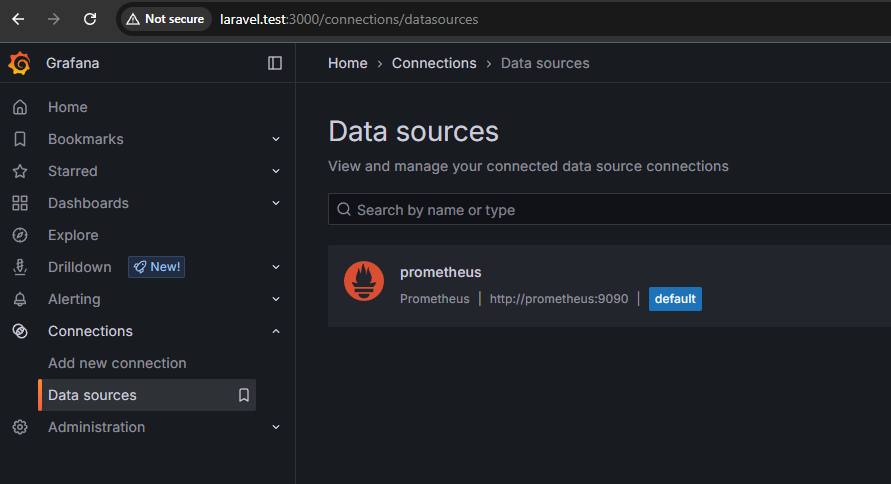 Not secure laravel.test:3000/connections/datasources
Grafana
Home › Connections › Data sources
Home
Bookmarks
Starred
Dashboards
Explore
Drilldown New!
Alerting
Connections
Add new connection
Data sources
Administration
Data sources
View and manage your connected data source connections
Search by name or type
prometheus
Prometheus | http://prometheus:9090 | default